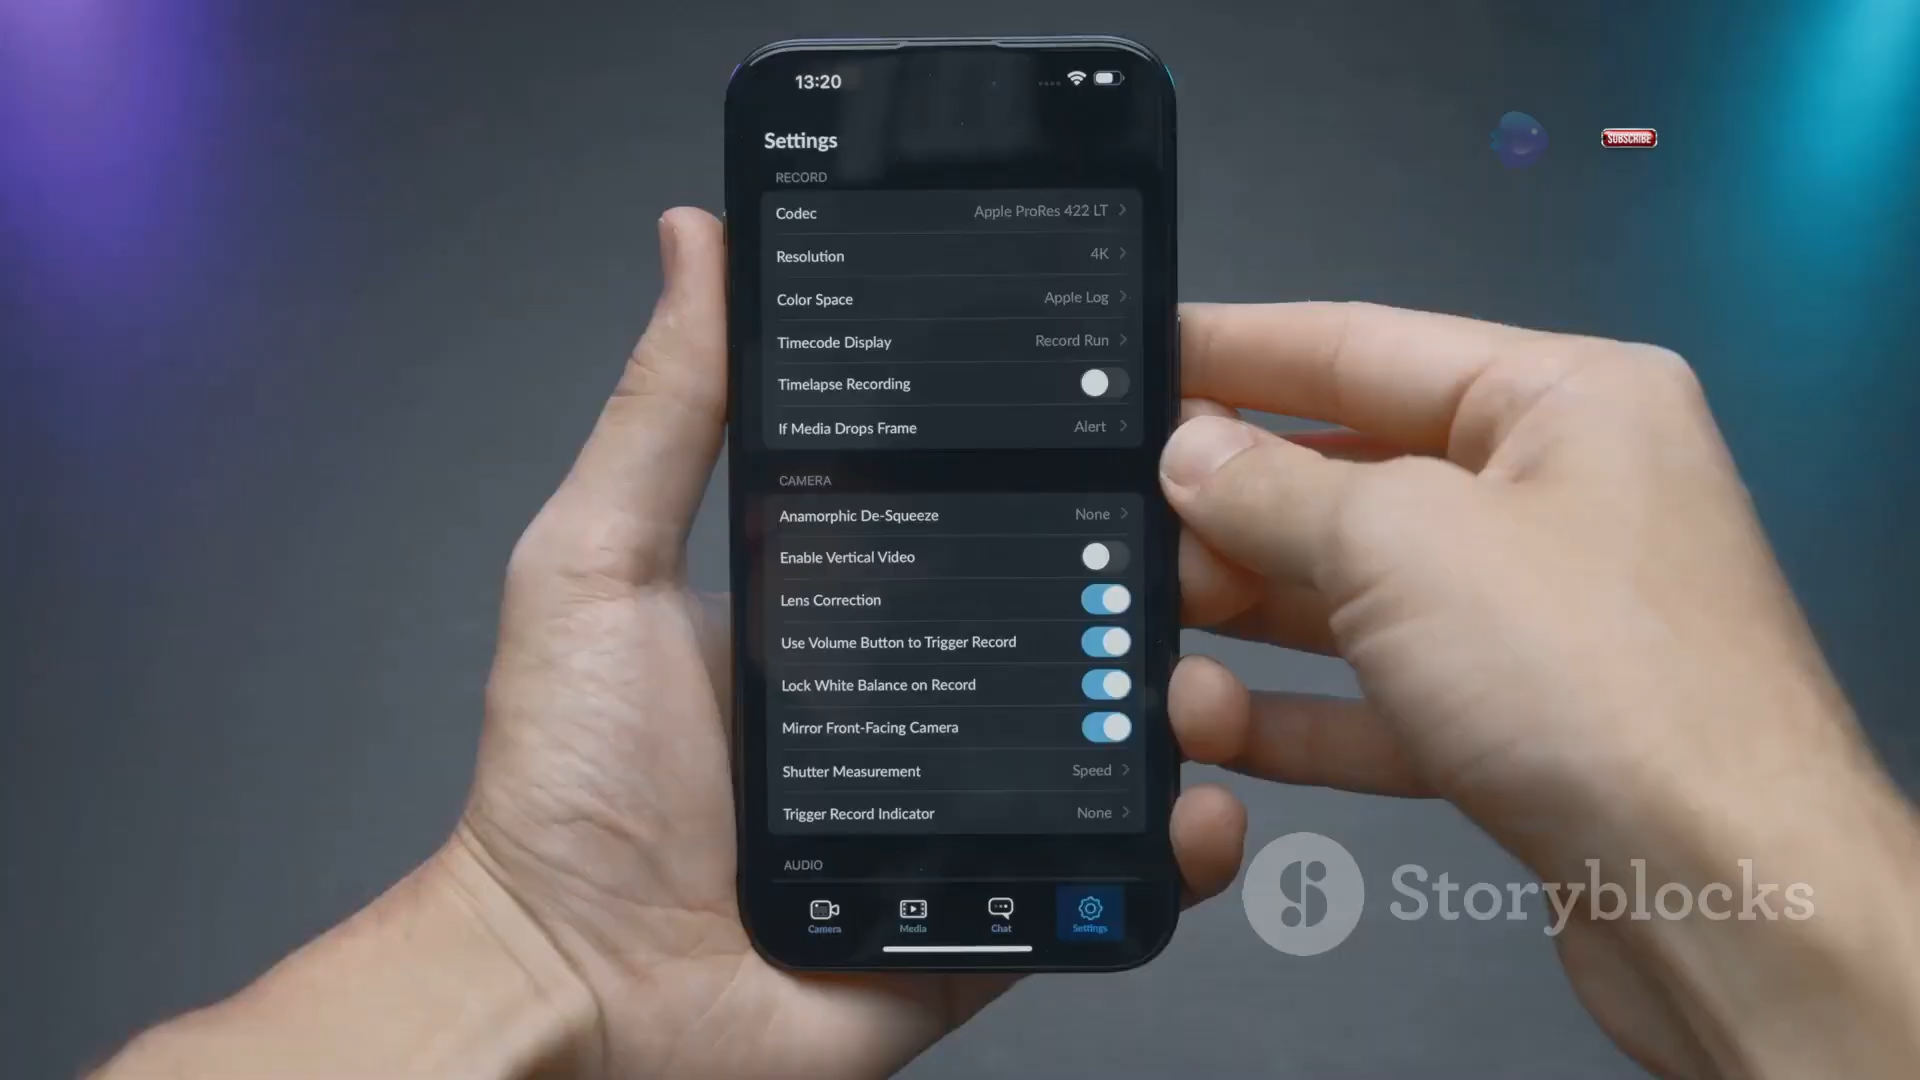 13:20
Settings
SUBSCRIBE
RECORD
Codec Apple ProRes 422 LT
Resolution 4K
Color Space Apple Log
Timecode Display Record Run
Timelapse Recording
If Media Drops Frame Alert
CAMERA
Anamorphic De-Squeeze None
Enable Vertical Video
Lens Correction
Use Volume Button to Trigger Record
Lock White Balance on Record
Mirror Front-Facing Camera
Shutter Measurement Speed
Trigger Record Indicator None
AUDIO
Storyblocks
Camera Media Chat Settings